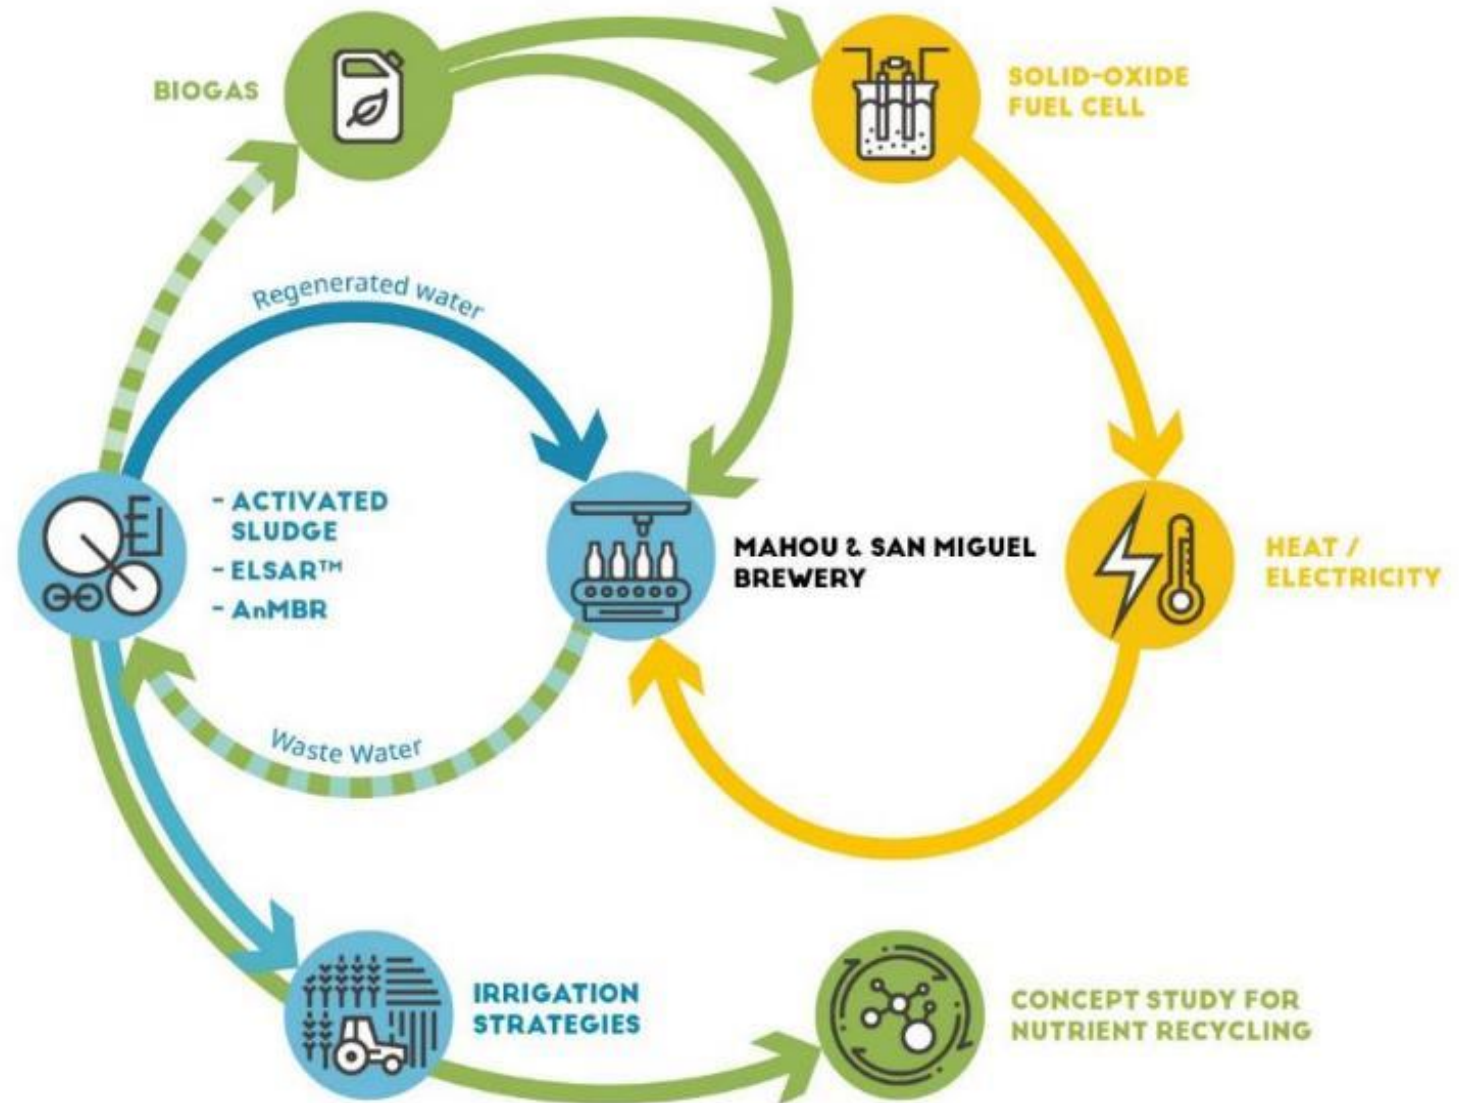 BIOGAS
SOLID-OXIDE
FUEL CELL
Regenerated water
- ACTIVATED
SLUDGE
- ELSAR™
- AnMBR
MAHOU & SAN MIGUEL
BREWERY
HEAT /
ELECTRICITY
Waste Water
IRRIGATION
STRATEGIES
CONCEPT STUDY FOR
NUTRIENT RECYCLING